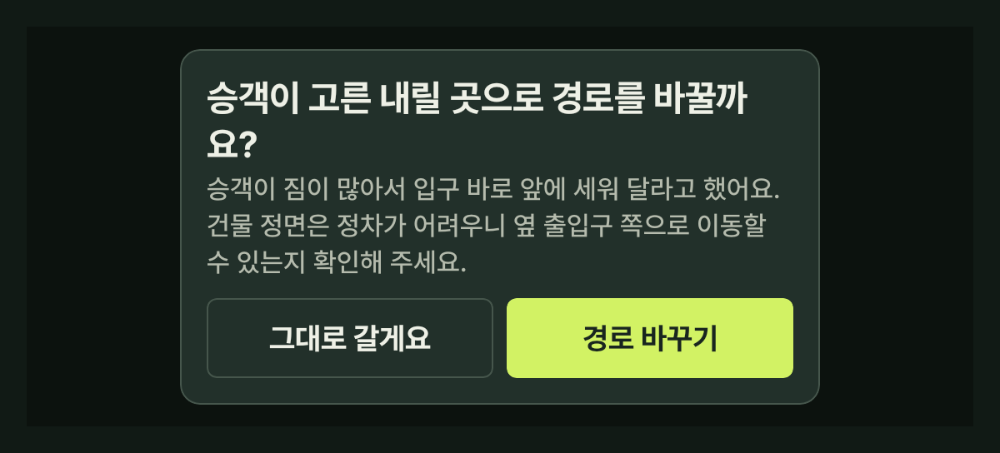 승객이 고른 내릴 곳으로 경로를 바꿀까
요?
승객이 짐이 많아서 입구 바로 앞에 세워 달라고 했어요.
건물 정면은 정차가 어려우니 옆 출입구 쪽으로 이동할
수 있는지 확인해 주세요.
그대로 갈게요
경로 바꾸기